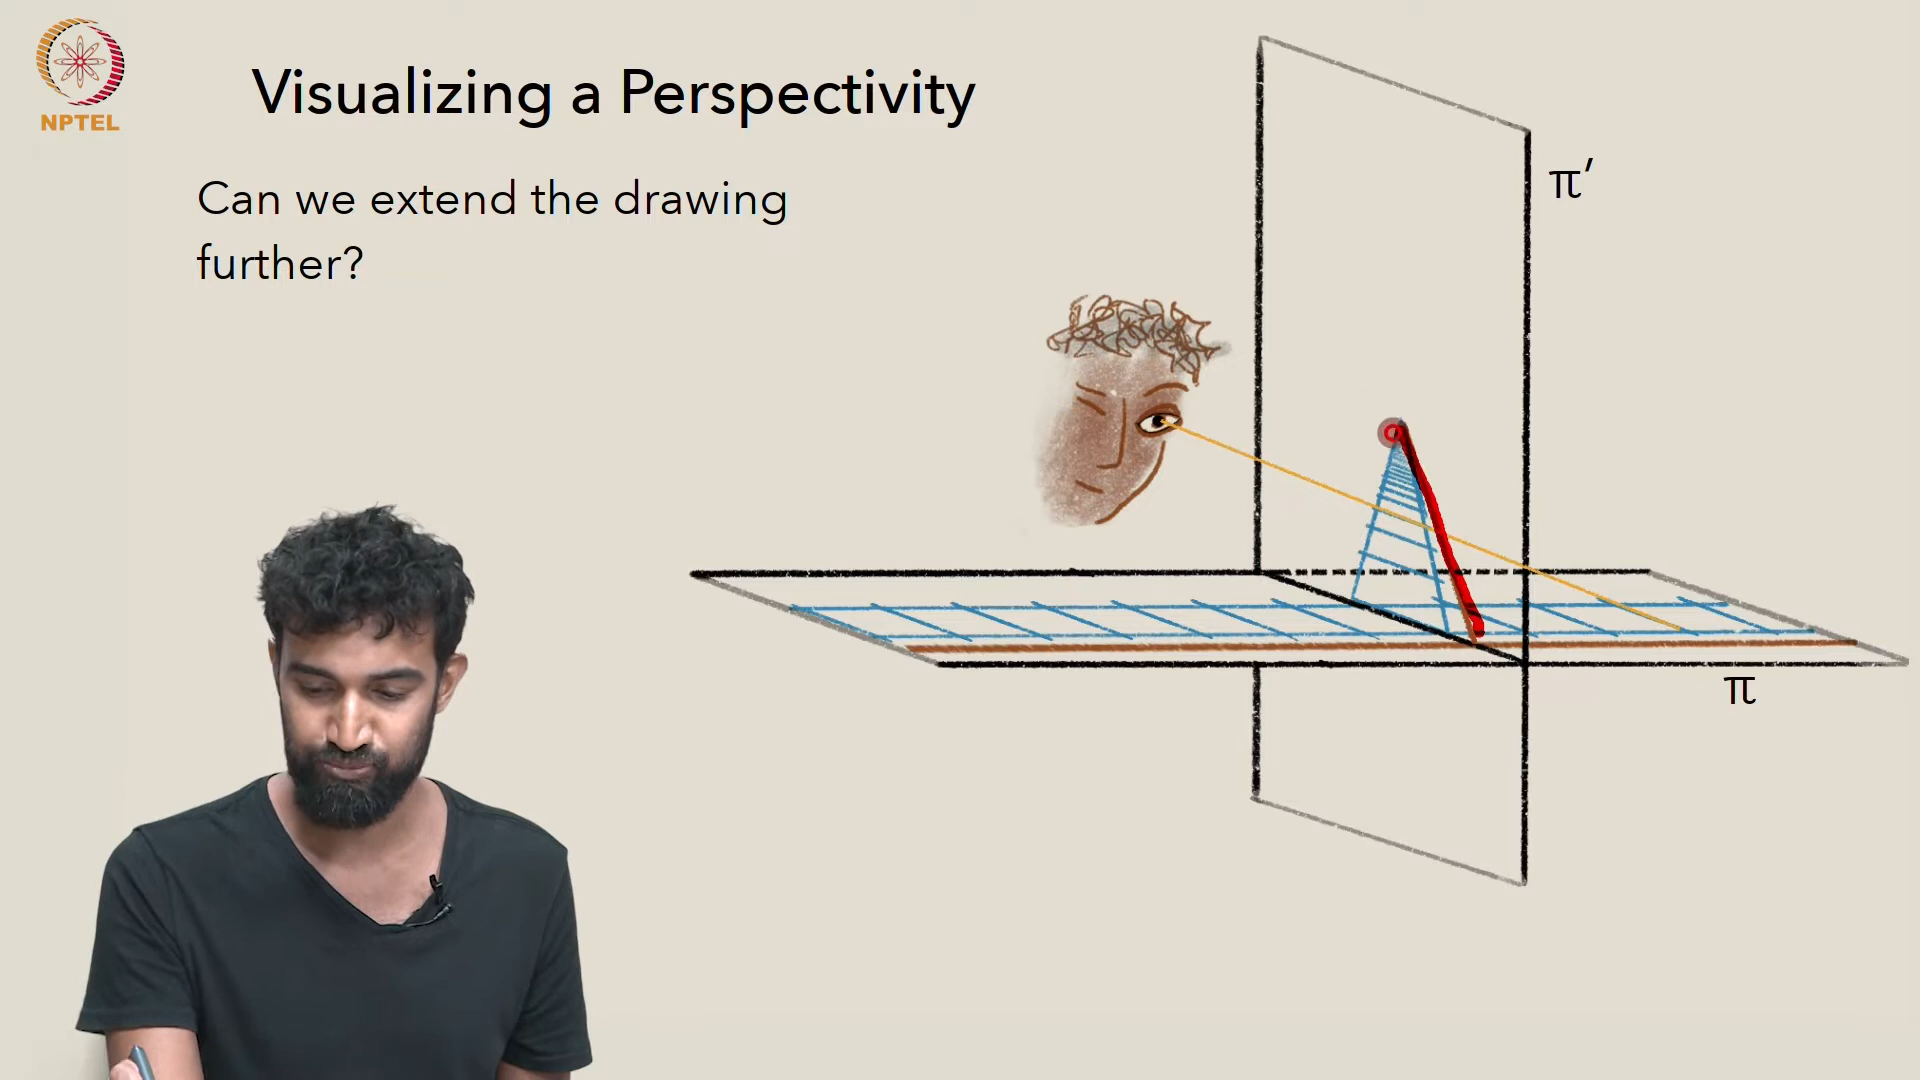 NPTEL
Visualizing a Perspectivity
Can we extend the drawing
further?
π′
π